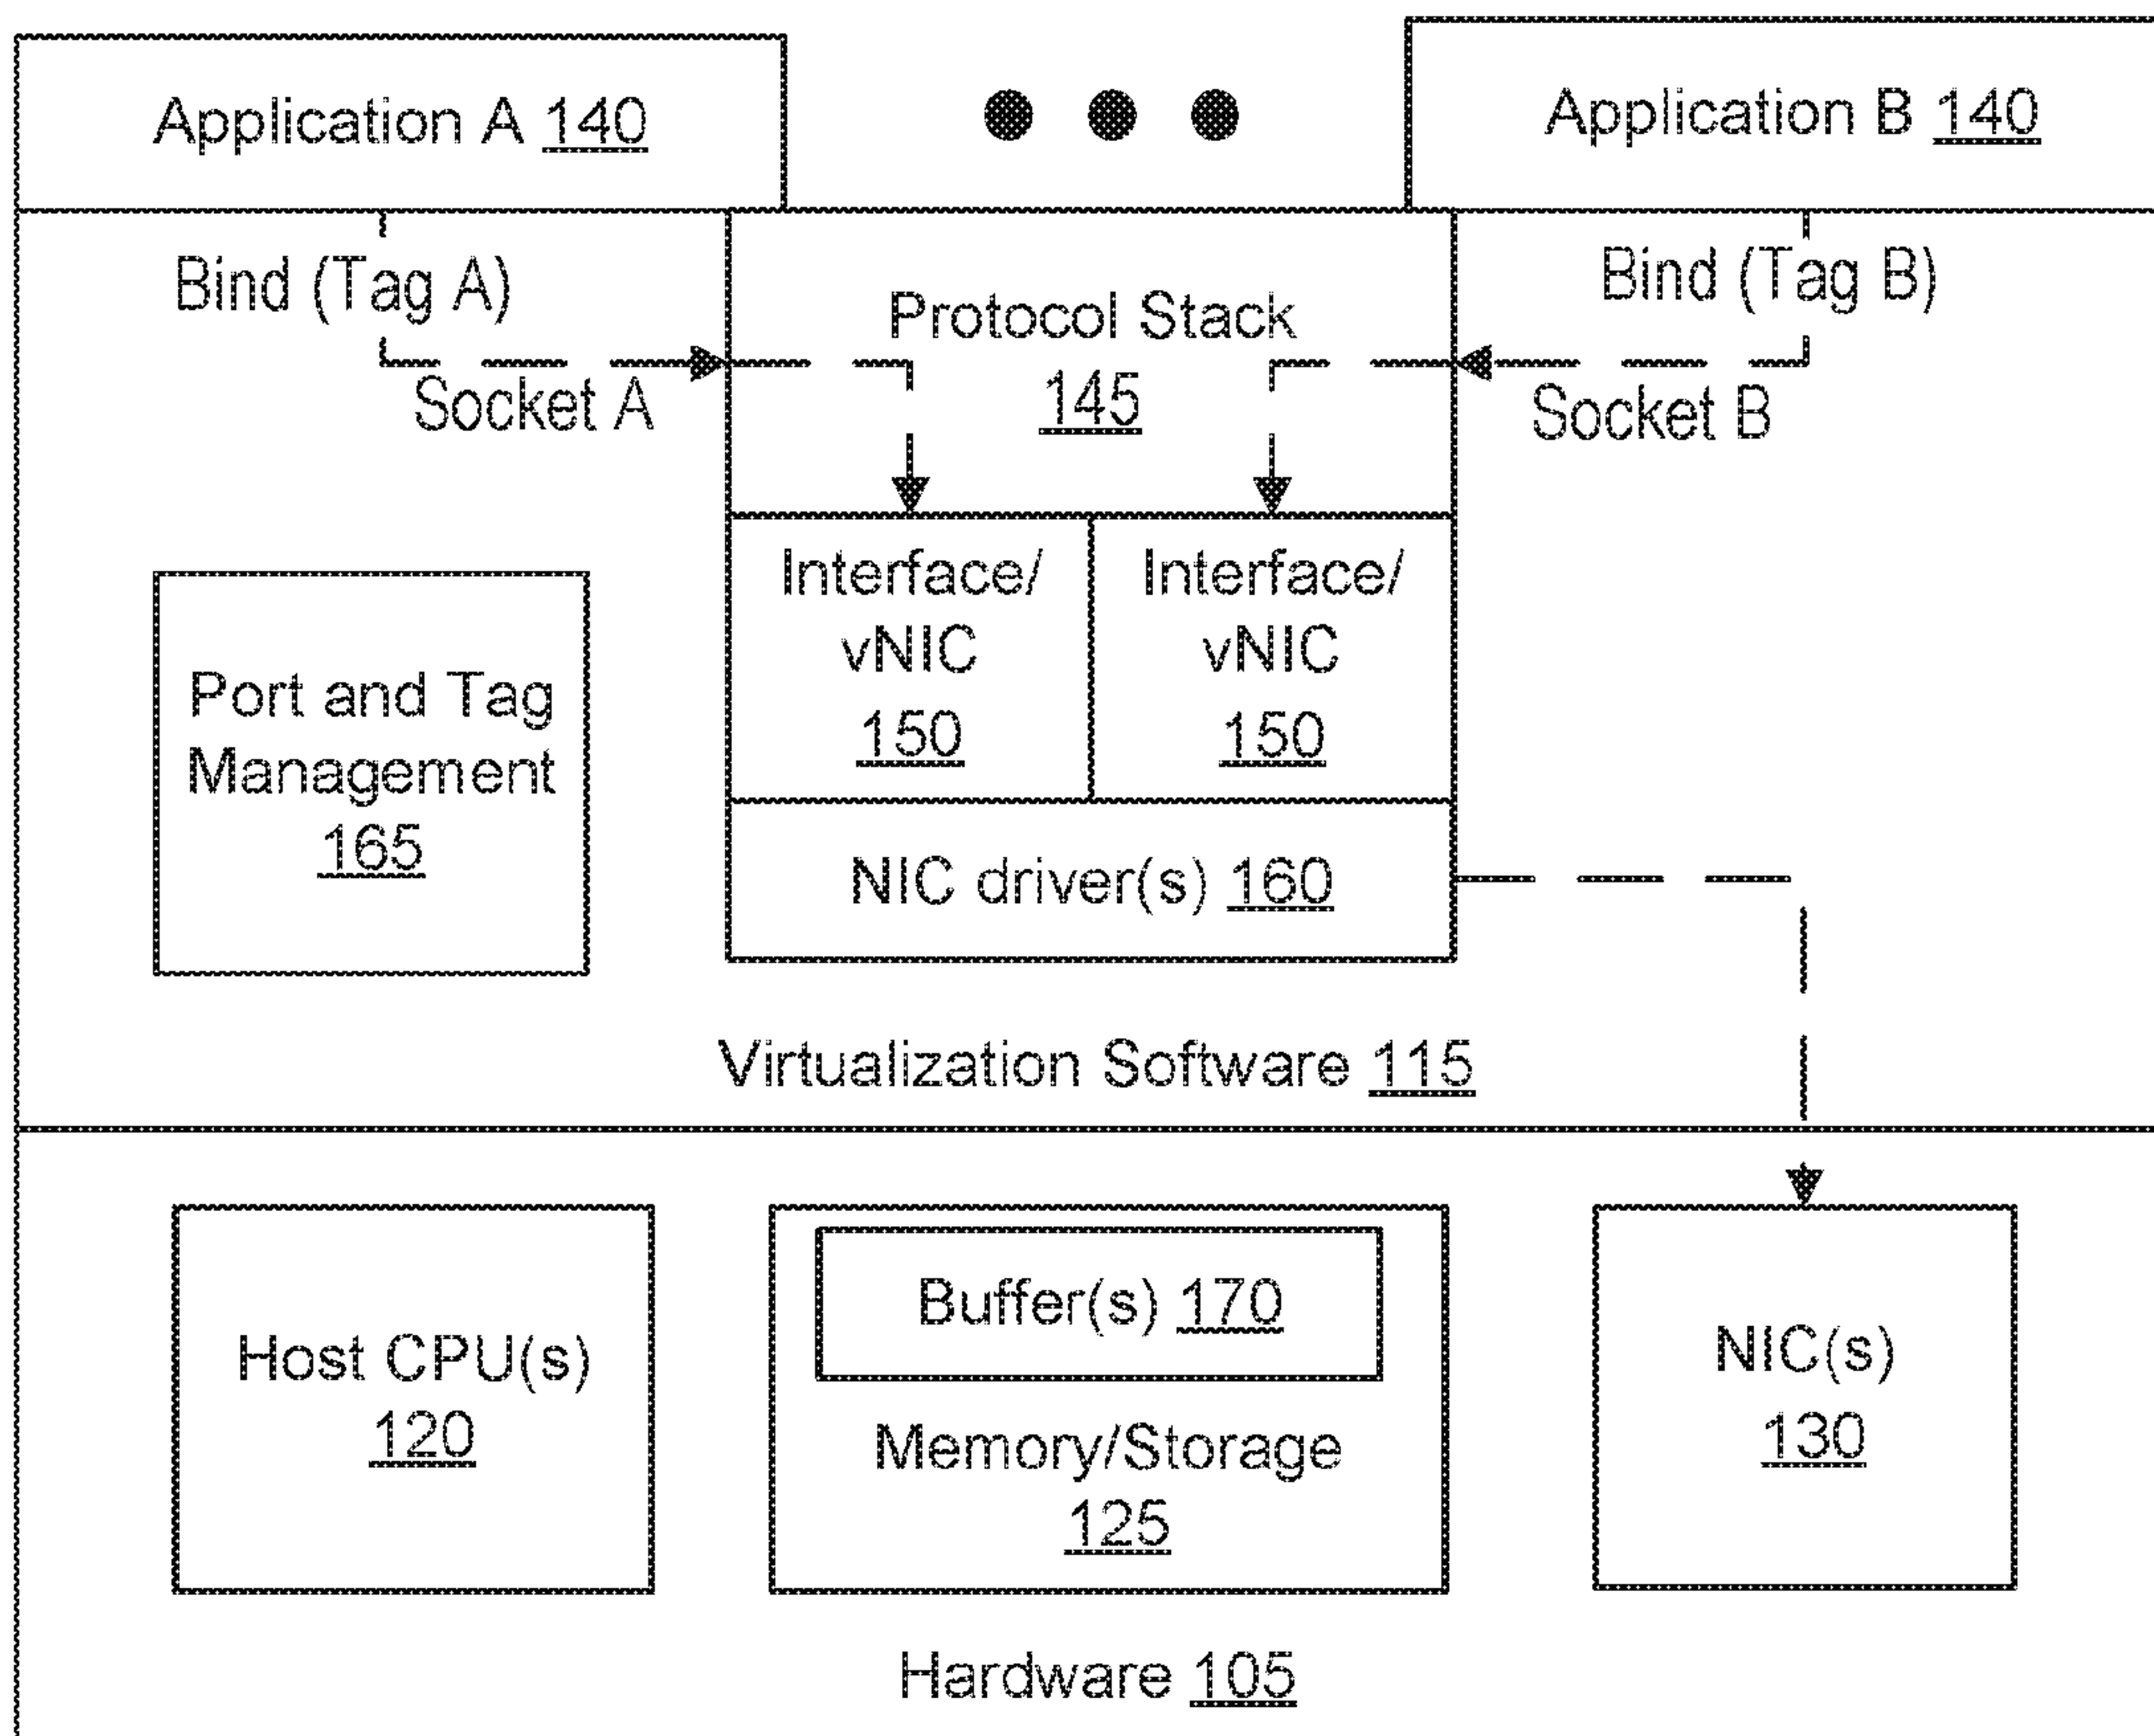 Application A 140
Application B 140
Bind (Tag A)
Socket A
Protocol Stack
145
Bind (Tag B)
Socket B
Interface/
vNIC
150
Interface/
vNIC
150
Port and Tag
Management
165
NIC driver(s) 160
Virtualization Software 115
Host CPU(s)
120
Buffer(s) 170
Memory/Storage
125
NIC(s)
130
Hardware 105